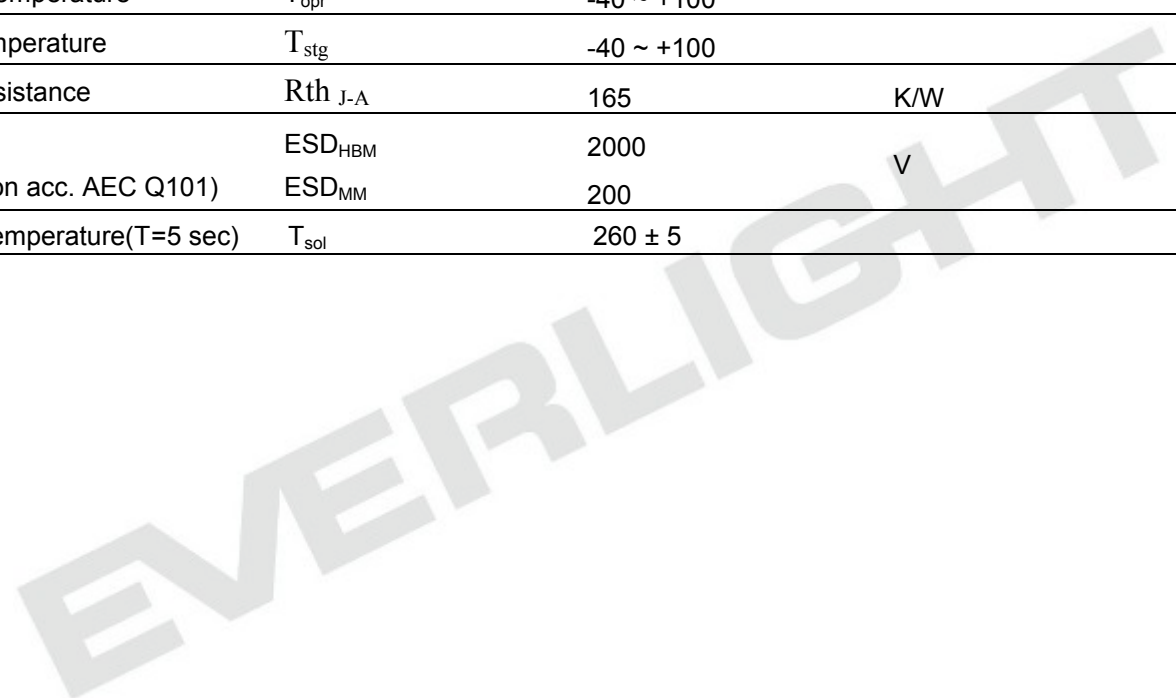 emperature Topr -40 ~ +100
mperature Tstg -40 ~ +100
sistance Rth J-A 165 K/W
ESDHBM 2000
V
on acc. AEC Q101) ESDMM 200
emperature(T=5 sec) Tsol 260 ± 5
EVERLIGHT